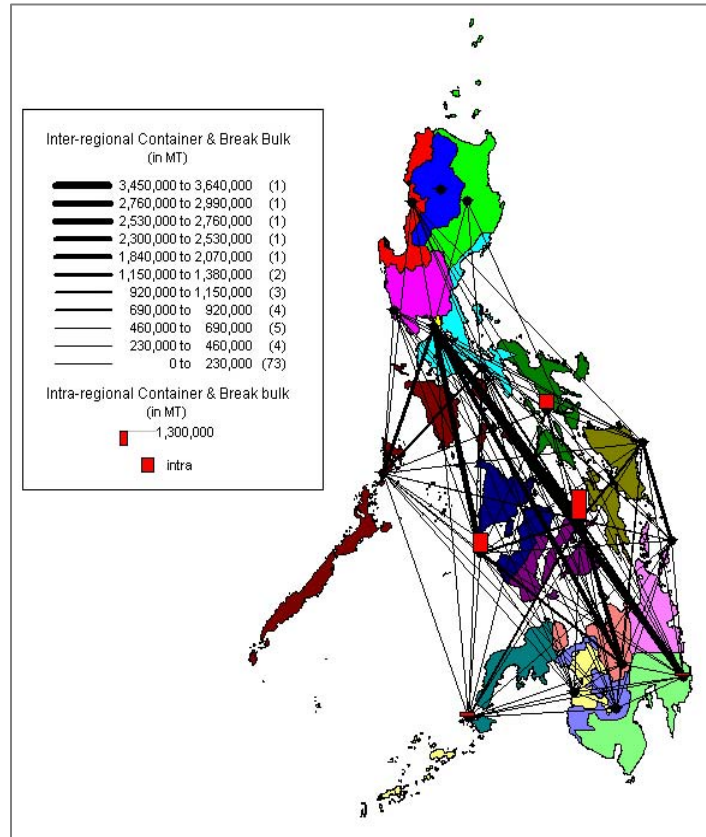 Inter-regional Container & Break Bulk
(in MT)
3,450,000 to 3,640,000 (1)
2,760,000 to 2,990,000 (1)
2,530,000 to 2,760,000 (1)
2,300,000 to 2,530,000 (1)
1,840,000 to 2,070,000 (1)
1,150,000 to 1,380,000 (2)
920,000 to 1,150,000 (3)
690,000 to 920,000 (4)
460,000 to 690,000 (5)
230,000 to 460,000 (4)
0 to 230,000 (73)
Intra-regional Container & Break bulk
(in MT)
1,300,000
intra